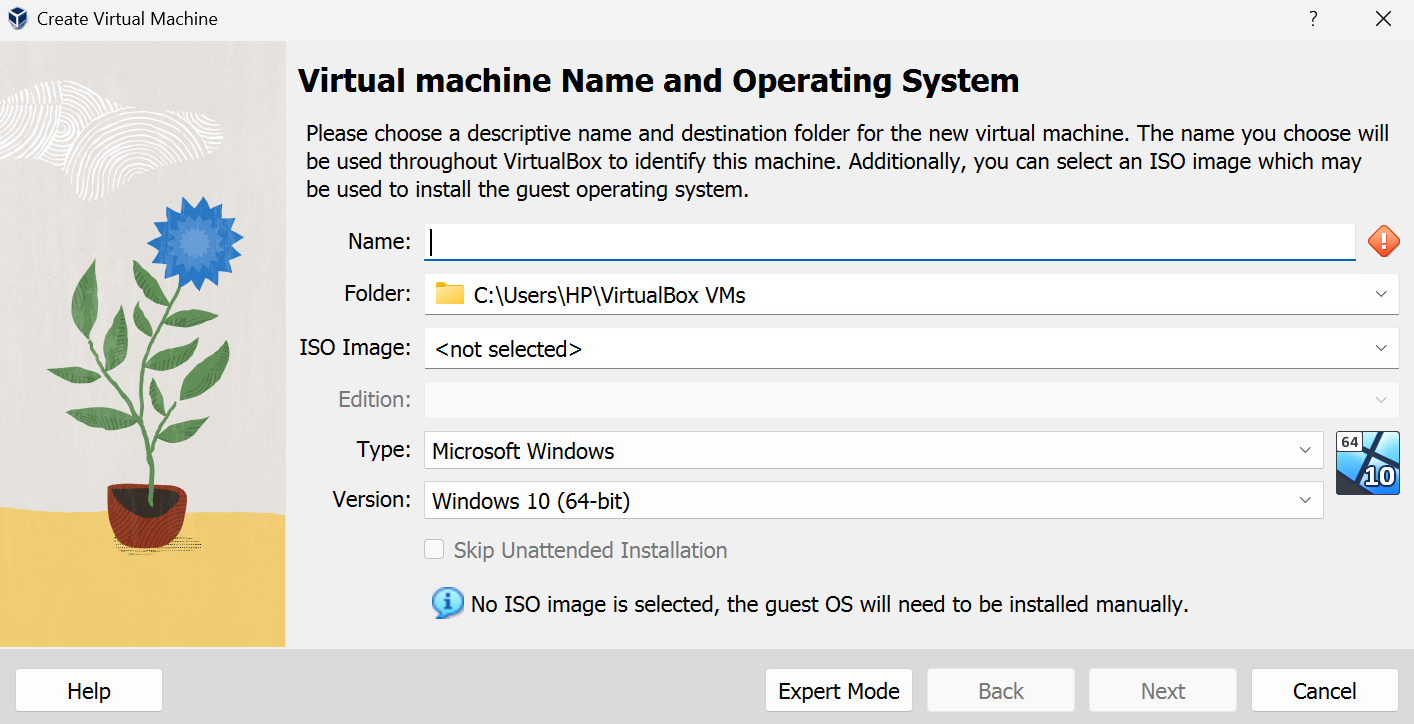 Create Virtual Machine
?
Virtual machine Name and Operating System
Please choose a descriptive name and destination folder for the new virtual machine. The name you choose will
be used throughout VirtualBox to identify this machine. Additionally, you can select an ISO image which may
be used to install the guest operating system.
Name:
!
Folder: C:\Users\HP\VirtualBox VMs
ISO Image: <not selected>
Edition:
Type: Microsoft Windows
64
10
Version: Windows 10 (64-bit)
Skip Unattended Installation
i No ISO image is selected, the guest OS will need to be installed manually.
Help Expert Mode Back Next Cancel